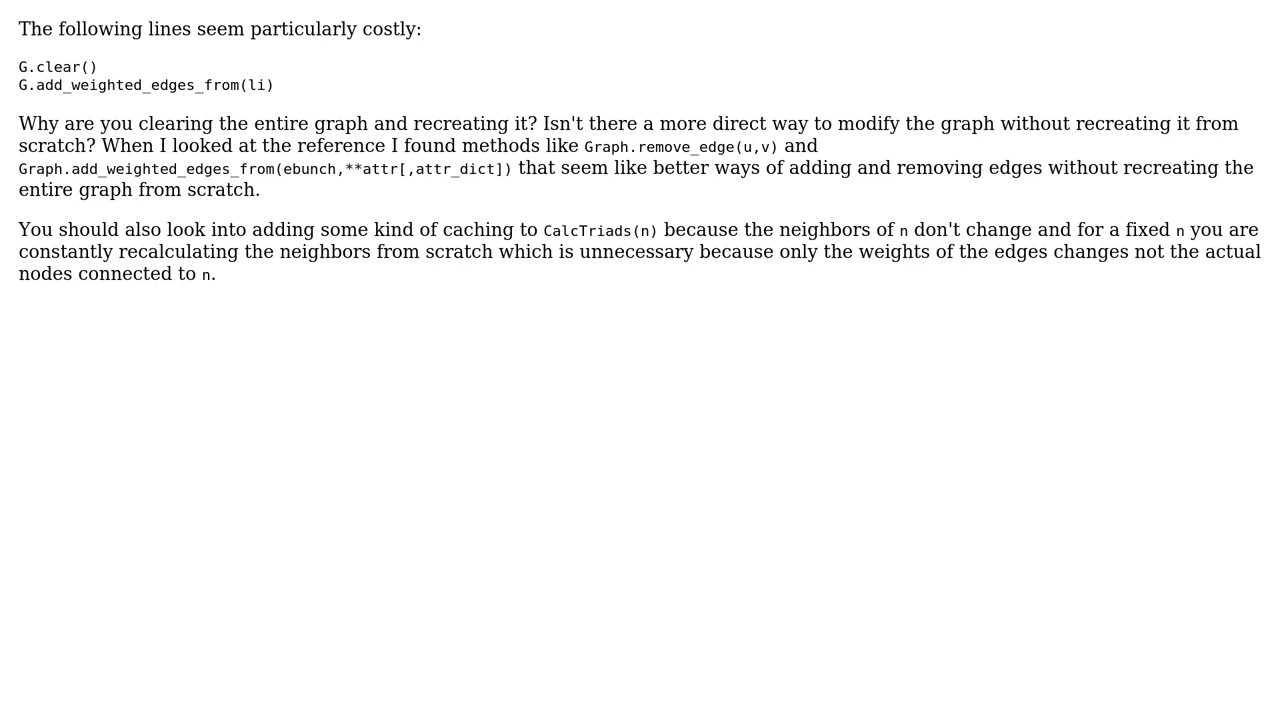 The following lines seem particularly costly:
G.clear()
G.add_weighted_edges_from(li)
Why are you clearing the entire graph and recreating it? Isn't there a more direct way to modify the graph without recreating it from
scratch? When I looked at the reference I found methods like Graph.remove_edge(u,v) and
Graph.add_weighted_edges_from(ebunch,**attr[,attr_dict]) that seem like better ways of adding and removing edges without recreating the
entire graph from scratch.
You should also look into adding some kind of caching to CalcTriads(n) because the neighbors of n don't change and for a fixed n you are
constantly recalculating the neighbors from scratch which is unnecessary because only the weights of the edges changes not the actual
nodes connected to n.